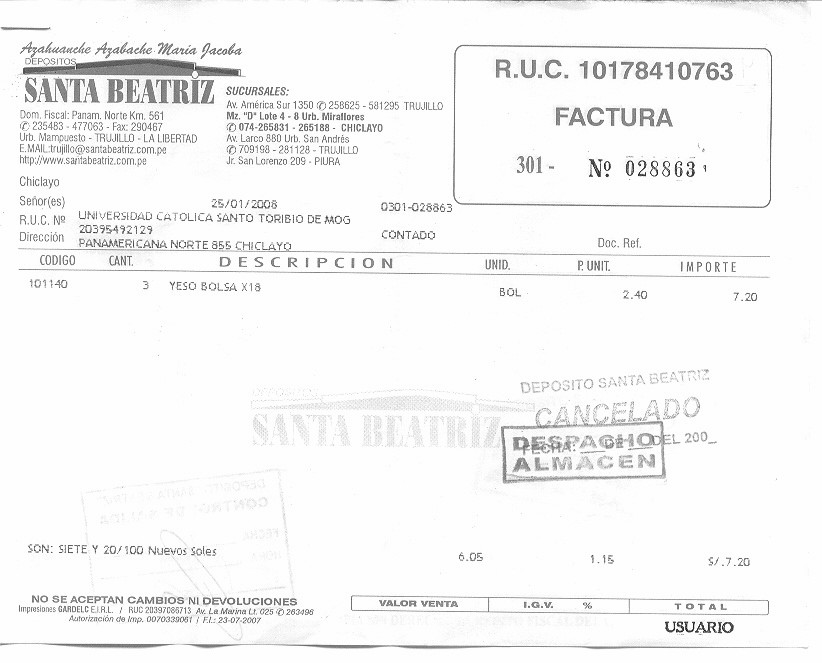 Azahuanche Azabache Maria Jacoba
DEPOSITOS
SANTA BEATRIZ
Dom. Fiscal: Panam. Norte Km. 561
✆ 235483 - 477063 - Fax: 290467
Urb. Mampuesto - TRUJILLO - LA LIBERTAD
E.MAIL:trujillo@santabeatriz.com.pe
http://www.santabeatriz.com.pe
SUCURSALES:
Av. América Sur 1350 ✆ 258625 - 581295 TRUJILLO
Mz. "D" Lote 4 - 8 Urb. Miraflores
✆ 074-265831 - 265188 - CHICLAYO
Av. Larco 880 Urb. San Andrés
✆ 709198 - 281128 - TRUJILLO
Jr. San Lorenzo 209 - PIURA
R.U.C. 10178410763
FACTURA
301- Nº 028863
Chiclayo
Señor(es) 25/01/2008 0301-028863
UNIVERSIDAD CATOLICA SANTO TORIBIO DE MOG
R.U.C. Nº 20395492129
Dirección PANAMERICANA NORTE 855 CHICLAYO CONTADO Doc. Ref.
CODIGO CANT. DESCRIPCION UNID. P. UNIT. IMPORTE
101140 3 YESO BOLSA X18 BOL 2.40 7.20
DEPOSITOS
SANTA BEATRIZ
DEPOSITO SANTA BEATRIZ
CANCELADO
FECHA: DE DEL 200_
DESPACHO
ALMACEN
SON: SIETE Y 20/100 Nuevos Soles 6.05 1.15 S/.7.20
NO SE ACEPTAN CAMBIOS NI DEVOLUCIONES
Impresiones GARDELC E.I.R.L. / RUC 20397086713 Av. La Marina Lt. 025 ✆ 263496
Autorización de Imp. 0070339061 / F.I.: 23-07-2007
VALOR VENTA I.G.V. % TOTAL
USUARIO